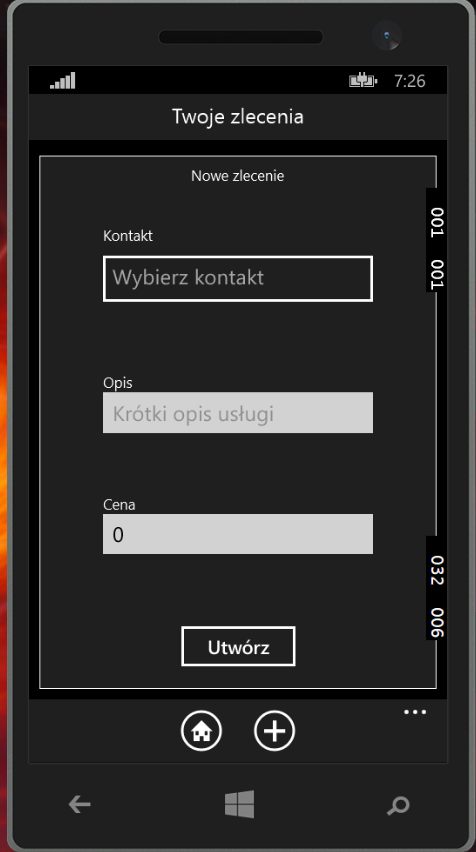 7:26
Twoje zlecenia
Nowe zlecenie
001
001
Kontakt
Wybierz kontakt
Opis
Krótki opis usługi
Cena
0
032
006
Utwórz